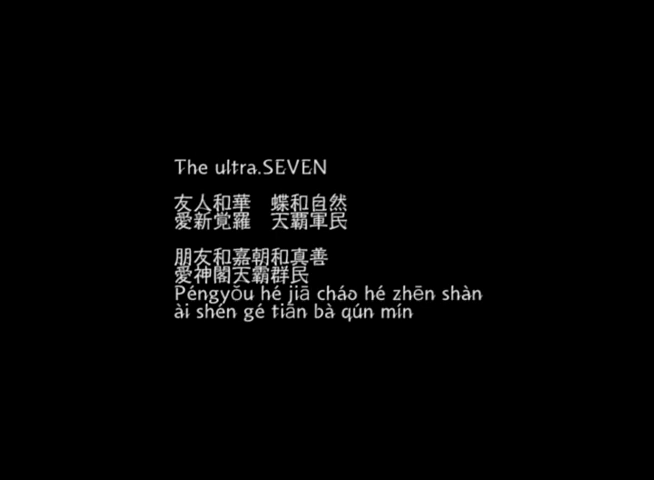 The ultra.SEVEN
友人和華　蝶和自然
愛新覚羅　天覇軍民
朋友和嘉朝和真善
愛神閣天霸群民
Péngyǒu hé jiā cháo hé zhēn shàn
ài shén gé tiān bà qún mín